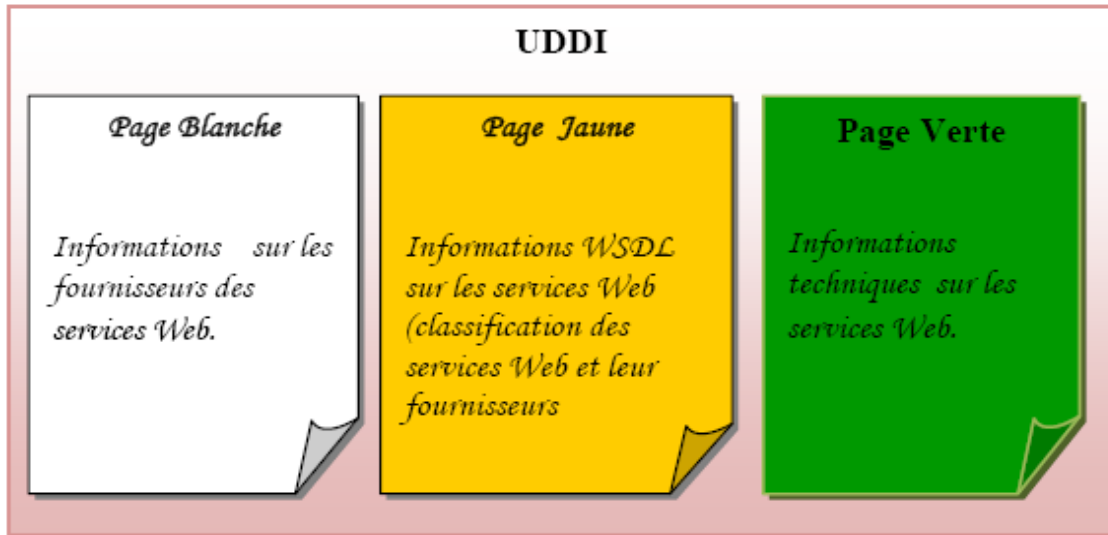 UDDI
Page Blanche
Informations sur les
fournisseurs des
services Web.
Page Jaune
Informations WSDL
sur les services Web
(classification des
services Web et leur
fournisseurs
Page Verte
Informations
techniques sur les
services Web.